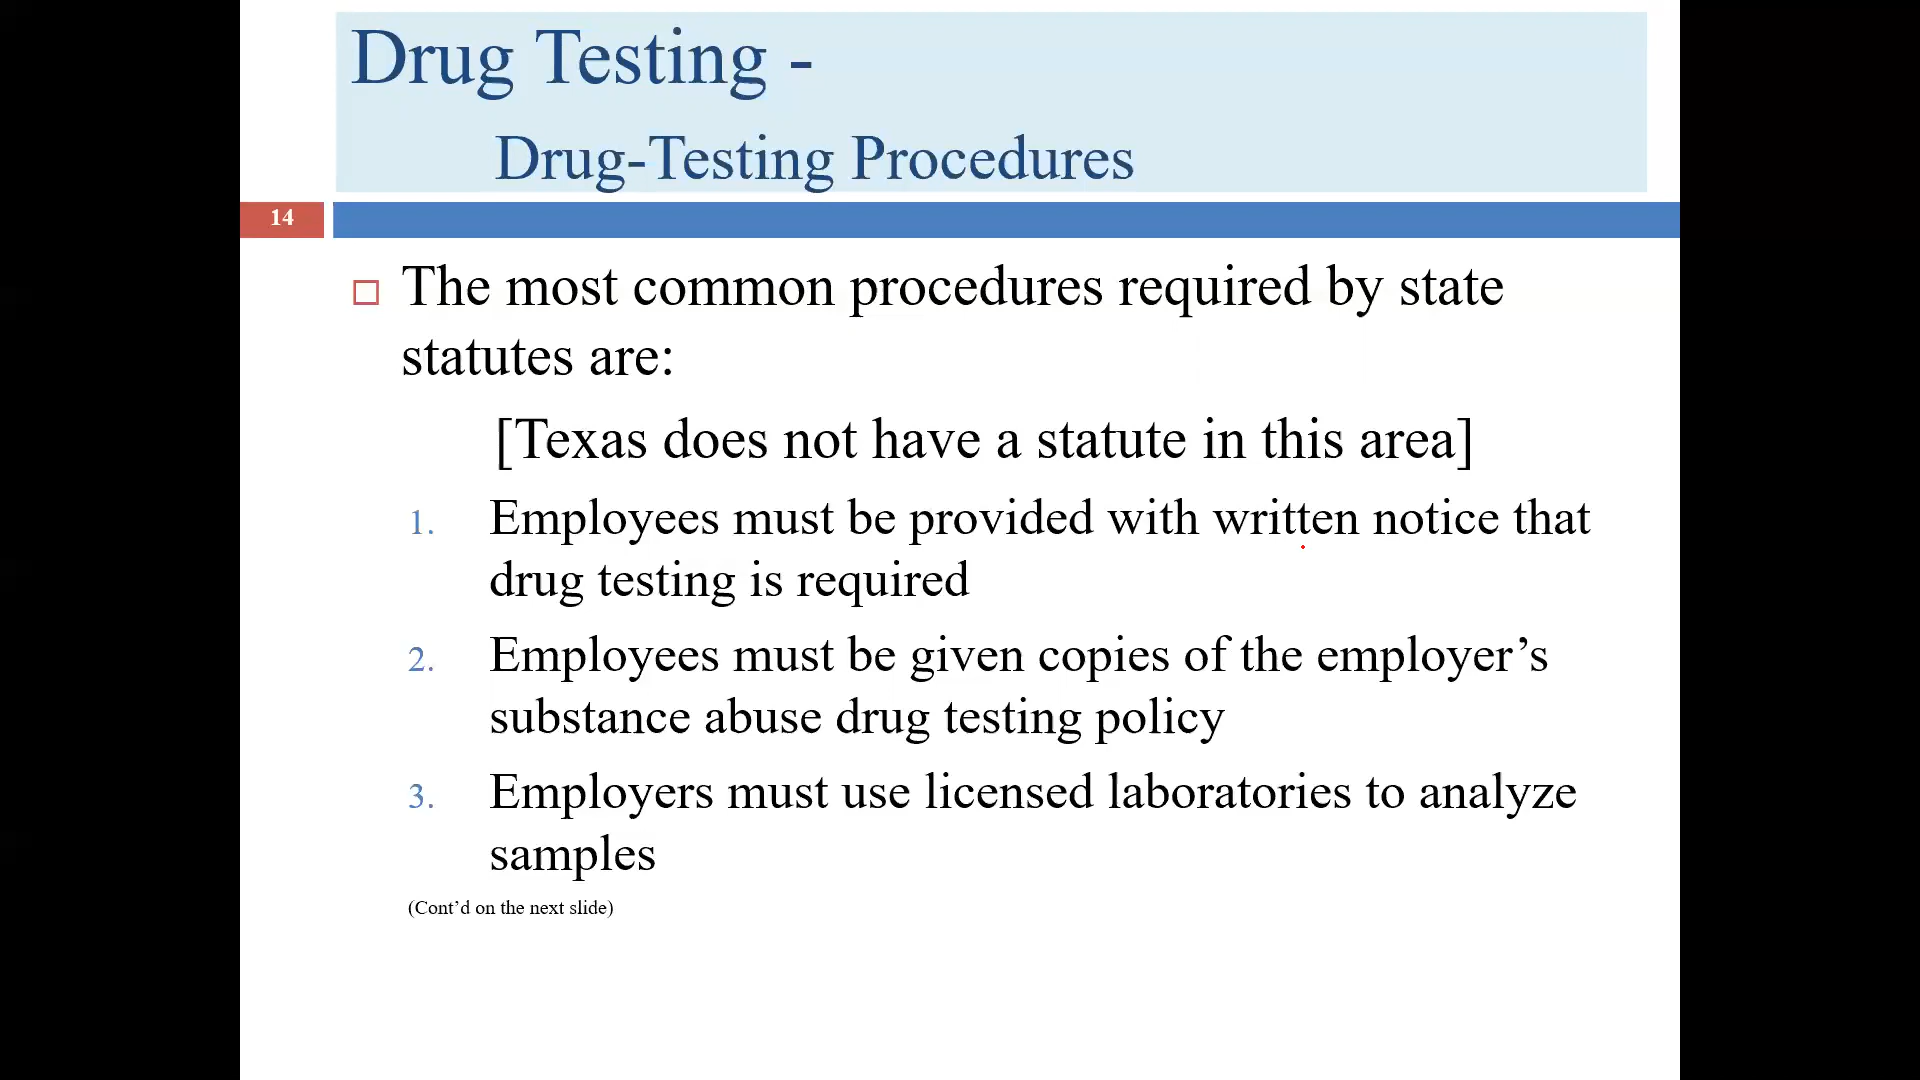 Drug Testing -
Drug-Testing Procedures
14
The most common procedures required by state
statutes are:
[Texas does not have a statute in this area]
1. Employees must be provided with written notice that
drug testing is required
2. Employees must be given copies of the employer’s
substance abuse drug testing policy
3. Employers must use licensed laboratories to analyze
samples
(Cont’d on the next slide)